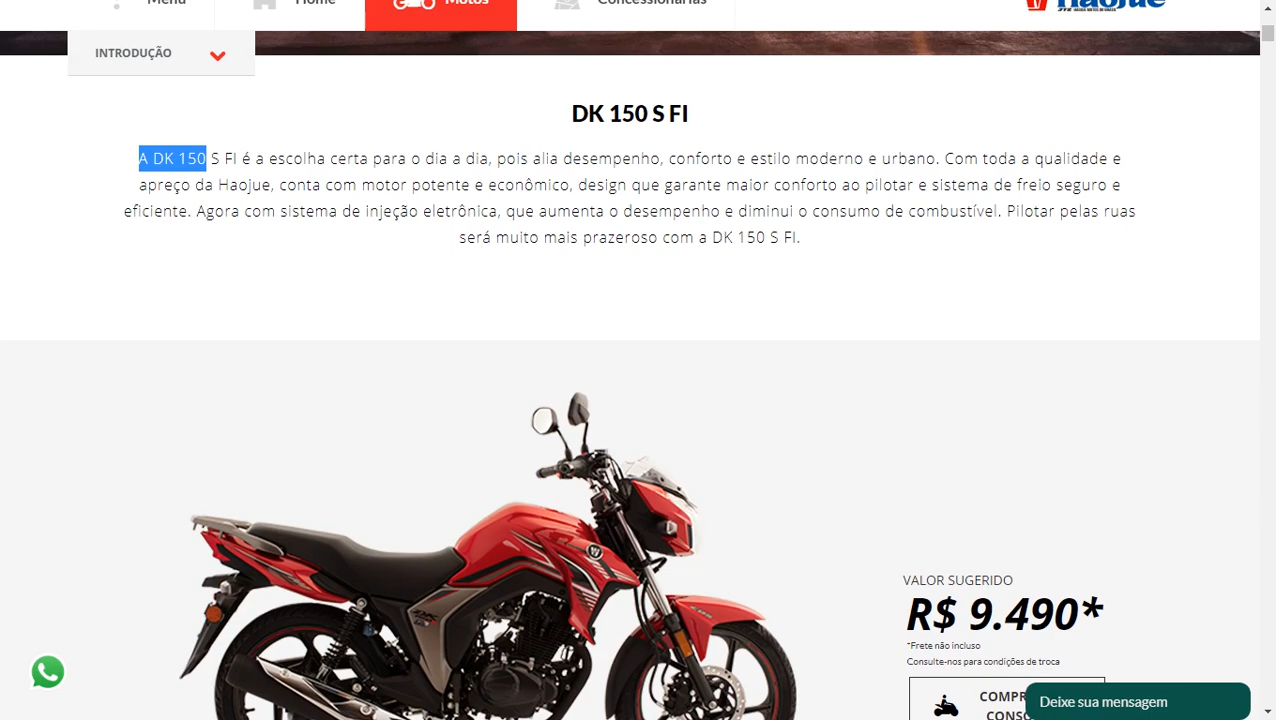 Menu Home Motos Concessionárias Haojue
INTRODUÇÃO
DK 150 S FI
A DK 150 S FI é a escolha certa para o dia a dia, pois alia desempenho, conforto e estilo moderno e urbano. Com toda a qualidade e
apreço da Haojue, conta com motor potente e econômico, design que garante maior conforto ao pilotar e sistema de freio seguro e
eficiente. Agora com sistema de injeção eletrônica, que aumenta o desempenho e diminui o consumo de combustível. Pilotar pelas ruas
será muito mais prazeroso com a DK 150 S FI.
VALOR SUGERIDO
R$ 9.490*
*Frete não incluso
Consulte-nos para condições de troca
COMPR
CONSÓ
Deixe sua mensagem